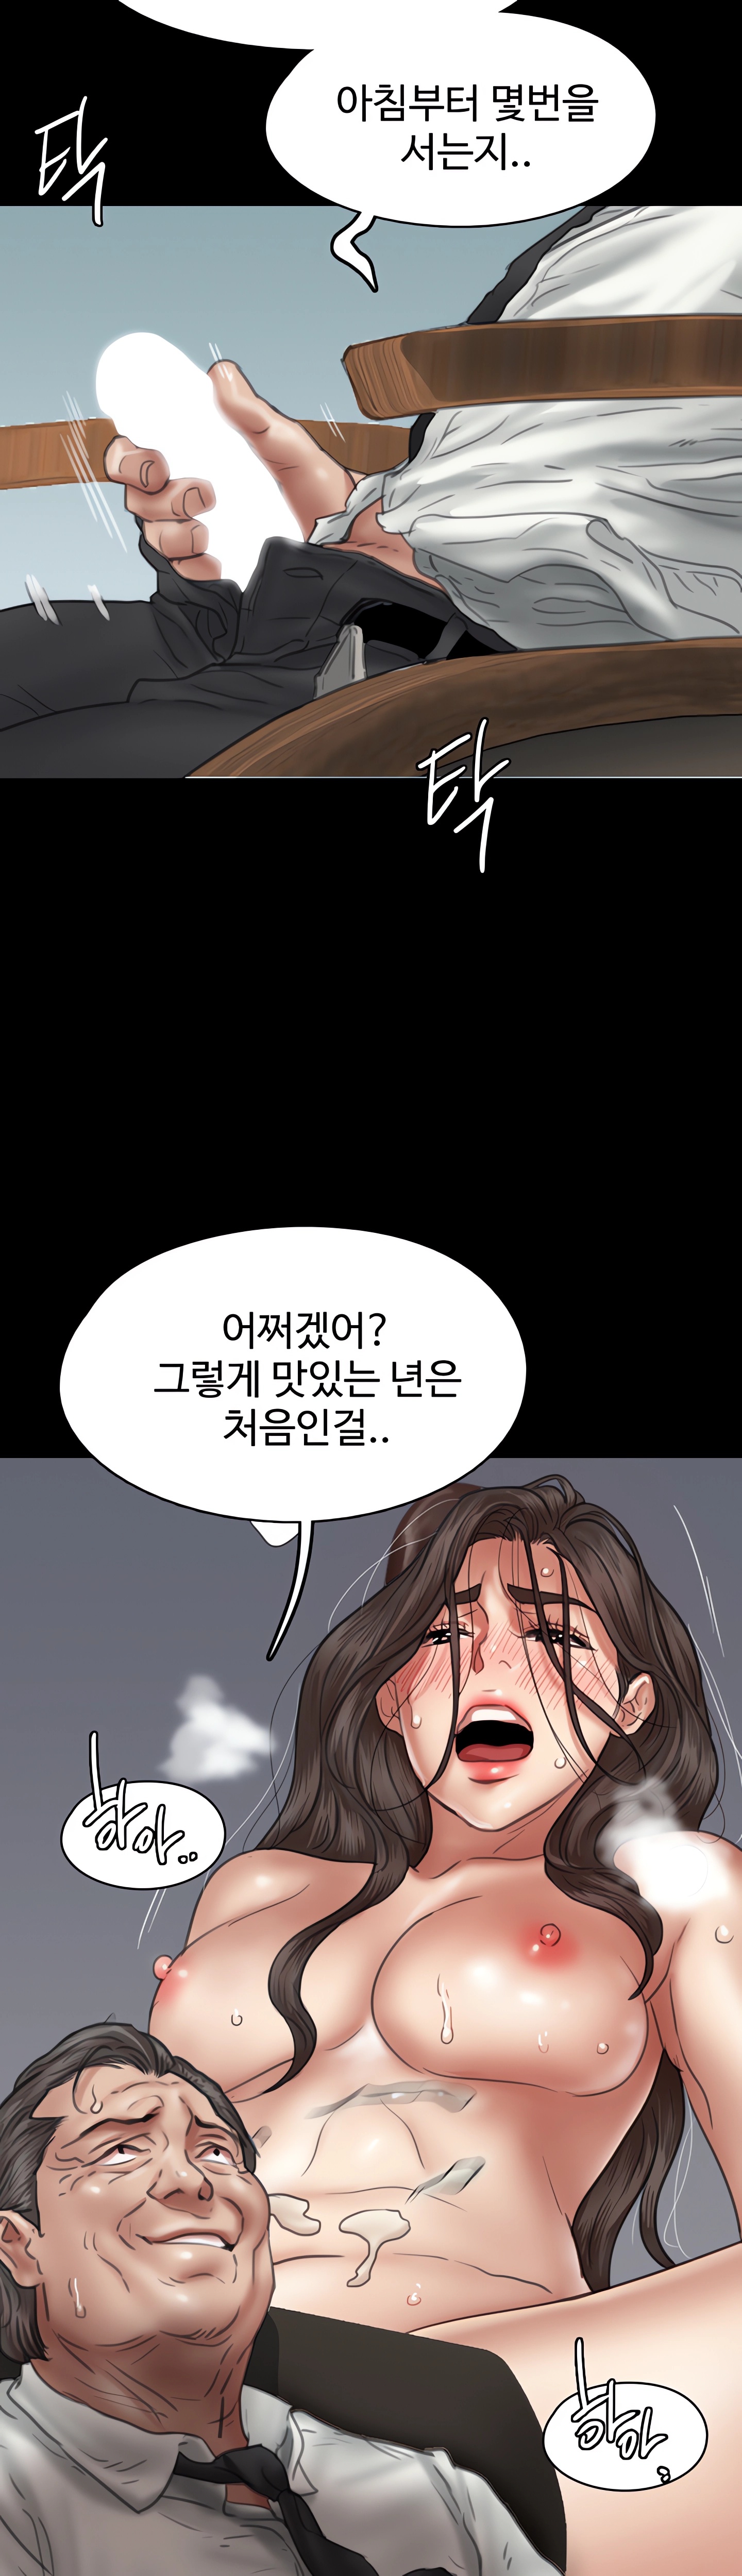 아침부터 몇번을
서는지..
탁
탁
어쩌겠어?
그렇게 맛있는 년은
처음인걸..
하아..
하아..